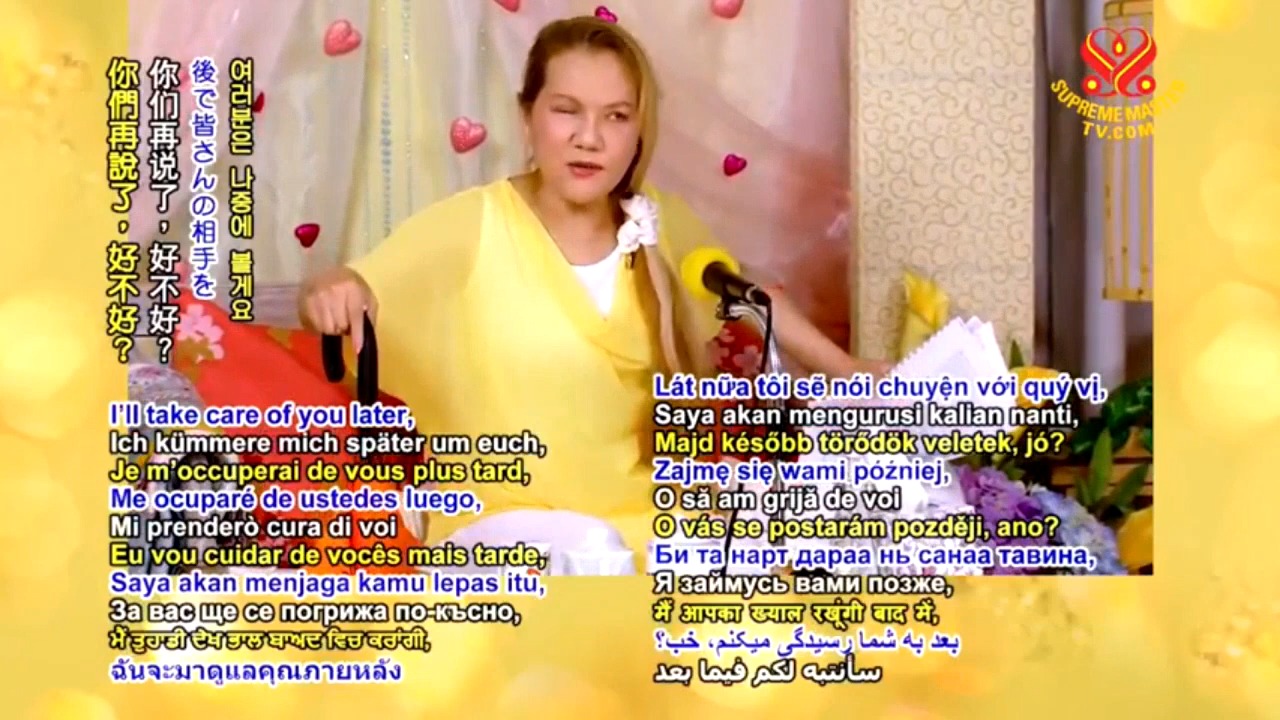 你們再說了，好不好？
你们再说了，好不好？
後で皆さんの相手を
여러분은 나중에 볼게요
SUPREME MASTER
TV.COM
I'll take care of you later,
Ich kümmere mich später um euch,
Je m'occuperai de vous plus tard,
Me ocuparé de ustedes luego,
Mi prenderò cura di voi
Eu vou cuidar de vocês mais tarde,
Saya akan menjaga kamu lepas itu,
За вас ще се погрижа по-късно,
ਮੈਂ ਤੁਹਾਡੀ ਦੇਖ ਭਾਲ ਬਾਅਦ ਵਿਚ ਕਰਾਂਗੀ,
ฉันจะมาดูแลคุณภายหลัง
Lát nữa tôi sẽ nói chuyện với quý vị,
Saya akan mengurusi kalian nanti,
Majd később törődök veletek, jó?
Zajmę się wami później,
O să am grijă de voi
O vás se postarám později, ano?
Би та нарт дараа нь санаа тавина,
Я займусь вами позже,
मैं आपका ख्याल रखूंगी बाद में,
بعد به شما رسیدگی میکنم، خب؟
سأنتبه لكم فيما بعد